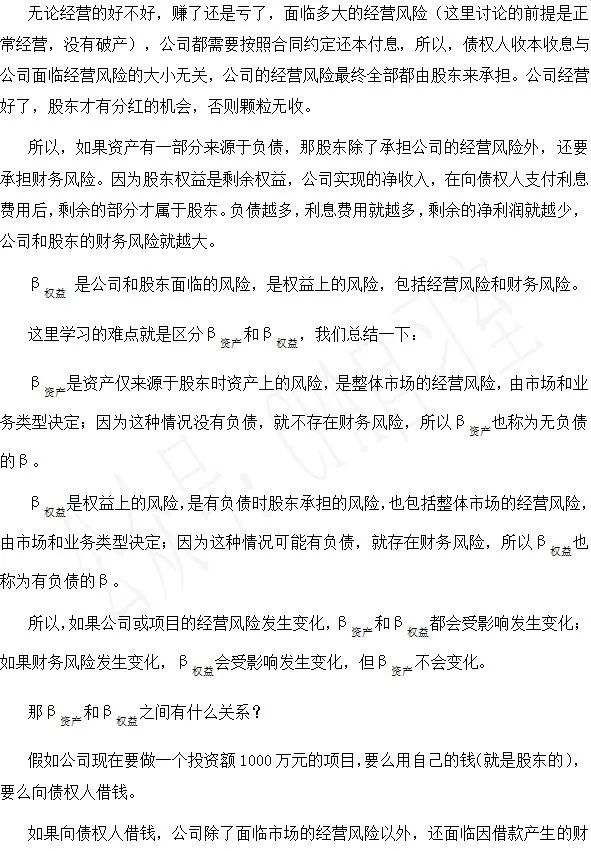 无论经营的好不好，赚了还是亏了，面临多大的经营风险（这里讨论的前提是正
常经营，没有破产），公司都需要按照合同约定还本付息，所以，债权人收本收息与
公司面临经营风险的大小无关，公司的经营风险最终全部都由股东来承担。公司经营
好了，股东才有分红的机会，否则颗粒无收。
所以，如果资产有一部分来源于负债，那股东除了承担公司的经营风险外，还要
承担财务风险。因为股东权益是剩余权益，公司实现的净收入，在向债权人支付利息
费用后，剩余的部分才属于股东。负债越多，利息费用就越多，剩余的净利润就越少，
公司和股东的财务风险就越大。
β权益 是公司和股东面临的风险，是权益上的风险，包括经营风险和财务风险。
这里学习的难点就是区分β资产和β权益，我们总结一下：
β资产是资产仅来源于股东时资产上的风险，是整体市场的经营风险，由市场和业
务类型决定；因为这种情况没有负债，就不存在财务风险，所以β资产也称为无负债
的β。
β权益是权益上的风险，是有负债时股东承担的风险，也包括整体市场的经营风险，
由市场和业务类型决定；因为这种情况可能有负债，就存在财务风险，所以β权益也
称为有负债的β。
所以，如果公司或项目的经营风险发生变化，β资产和β权益都会受影响发生变化；
如果财务风险发生变化，β权益会受影响发生变化，但β资产不会变化。
那β资产和β权益之间有什么关系？
假如公司现在要做一个投资额1000万元的项目，要么用自己的钱（就是股东的），
要么向债权人借钱。
如果向债权人借钱，公司除了面临市场的经营风险以外，还面临因借款产生的财